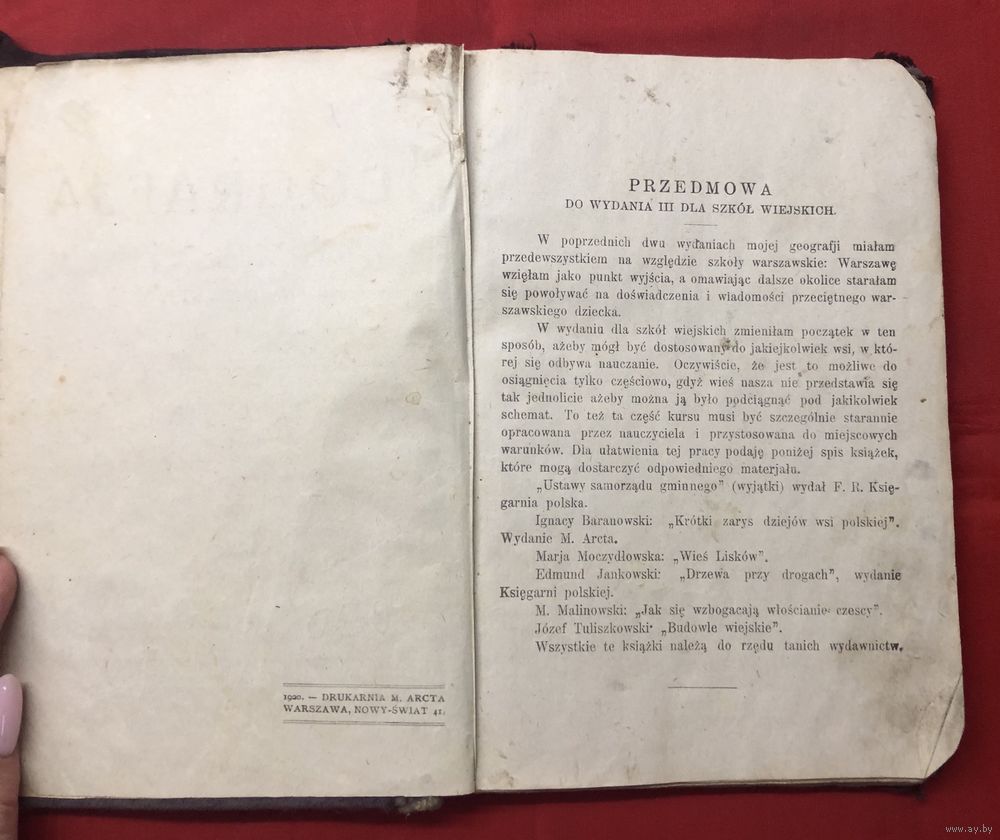 1920. — DRUKARNIA M. ARCTA
WARSZAWA, NOWY-ŚWIAT 41.
PRZEDMOWA
DO WYDANIA III DLA SZKÓŁ WIEJSKICH.
W poprzednich dwu wydaniach mojej geografji miałam
przedewszystkiem na względzie szkoły warszawskie: Warszawę
wzięłam jako punkt wyjścia, a omawiając dalsze okolice starałam
się powoływać na doświadczenia i wiadomości przeciętnego war-
szawskiego dziecka.
W wydaniu dla szkół wiejskich zmieniłam początek w ten
sposób, ażeby mógł być dostosowany do jakiejkolwiek wsi, w któ-
rej się odbywa nauczanie. Oczywiście, że jest to możliwe do
osiągnięcia tylko częściowo, gdyż wieś nasza nie przedstawia się
tak jednolicie ażeby można ją było podciągnąć pod jakikolwiek
schemat. To też ta część kursu musi być szczególnie starannie
opracowana przez nauczyciela i przystosowana do miejscowych
warunków. Dla ułatwienia tej pracy podaję poniżej spis książek,
które mogą dostarczyć odpowiedniego materjału.
„Ustawy samorządu gminnego” (wyjątki) wydał F. R. Księ-
garnia polska.
Ignacy Baranowski: „Krótki zarys dziejów wsi polskiej”.
Wydanie M. Arcta.
Marja Moczydłowska: „Wieś Lisków”.
Edmund Jankowski: „Drzewa przy drogach”, wydanie
Księgarni polskiej.
M. Malinowski: „Jak się wzbogacają włościanie czescy”.
Józef Tuliszkowski: „Budowle wiejskie”.
Wszystkie te książki należą do rzędu tanich wydawnictw.
www.ay.by